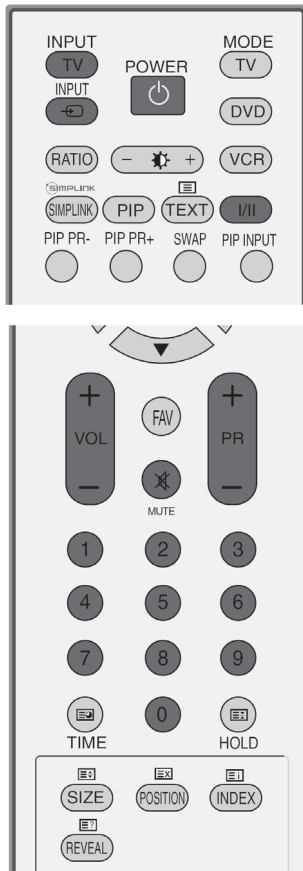 INPUT MODE
TV POWER TV
INPUT
DVD
RATIO - + VCR
SIMPLINK
SIMPLINK PIP TEXT I/II
PIP PR- PIP PR+ SWAP PIP INPUT
+ +
VOL FAV PR
- -
MUTE
1 2 3
4 5 6
7 8 9
0
TIME HOLD
SIZE POSITION INDEX
?
REVEAL